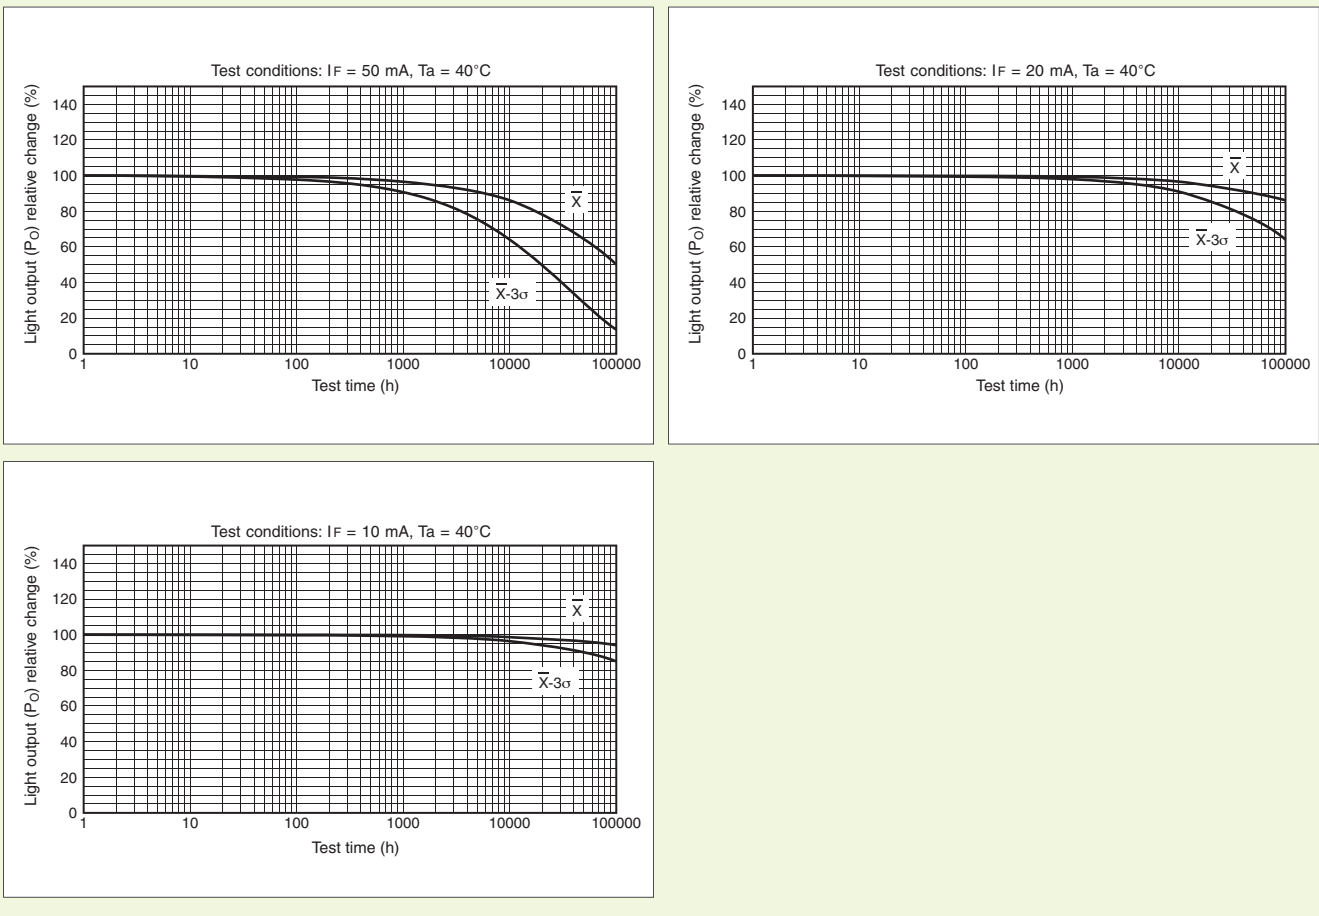 Test conditions: IF = 50 mA, Ta = 40°C
Light output (PO) relative change (%)
140
120
100
80
60
40
20
0
X̅
X̅-3σ
1 10 100 1000 10000 100000
Test time (h)
Test conditions: IF = 20 mA, Ta = 40°C
Light output (PO) relative change (%)
140
120
100
80
60
40
20
0
X̅
X̅-3σ
1 10 100 1000 10000 100000
Test time (h)
Test conditions: IF = 10 mA, Ta = 40°C
Light output (PO) relative change (%)
140
120
100
80
60
40
20
0
X̅
X̅-3σ
1 10 100 1000 10000 100000
Test time (h)